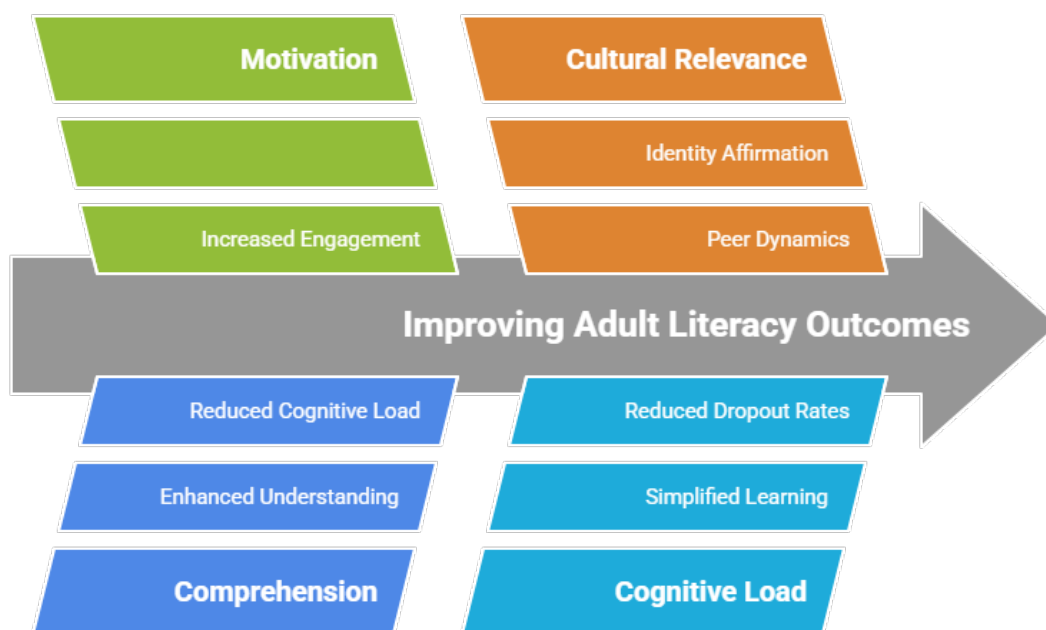 Motivation
Cultural Relevance
Identity Affirmation
Increased Engagement
Peer Dynamics
Improving Adult Literacy Outcomes
Reduced Cognitive Load
Reduced Dropout Rates
Enhanced Understanding
Simplified Learning
Comprehension
Cognitive Load